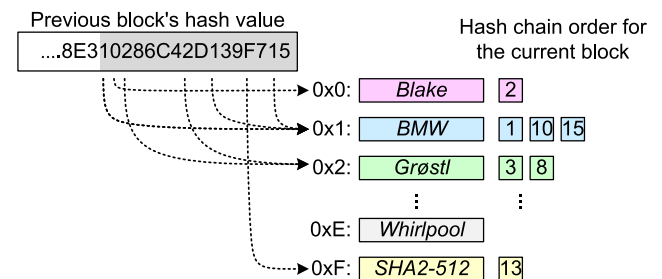 Previous block's hash value
....8E310286C42D139F715
Hash chain order for
the current block
0x0: Blake 2
0x1: BMW 1 10 15
0x2: Grøstl 3 8
0xE: Whirlpool
0xF: SHA2-512 13